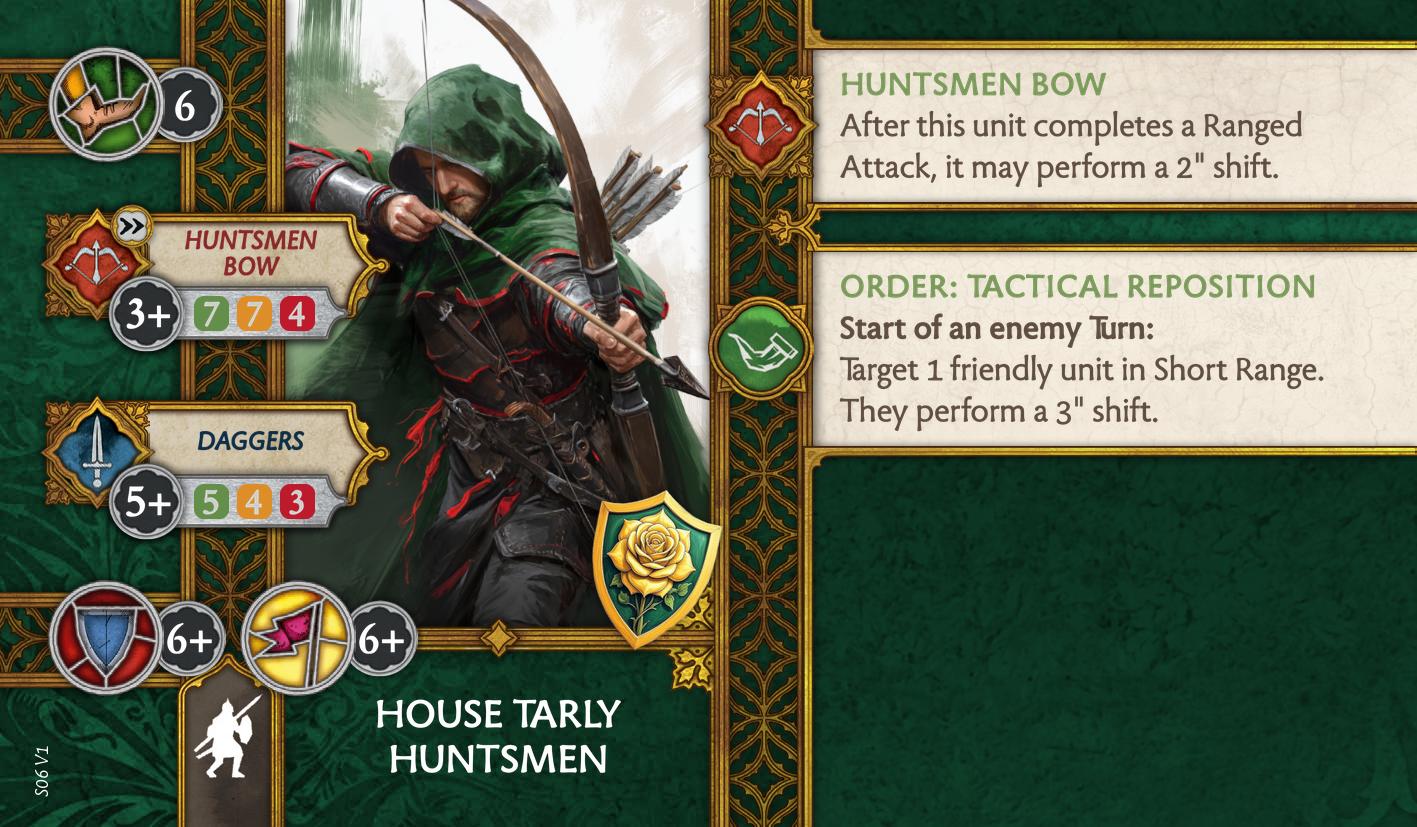 6
HUNTSMEN
BOW
3+ 7 7 4
DAGGERS
5+ 5 4 3
6+ 6+
HOUSE TARLY
HUNTSMEN
S06 V1
HUNTSMEN BOW
After this unit completes a Ranged
Attack, it may perform a 2" shift.
ORDER: TACTICAL REPOSITION
Start of an enemy Turn:
Target 1 friendly unit in Short Range.
They perform a 3" shift.